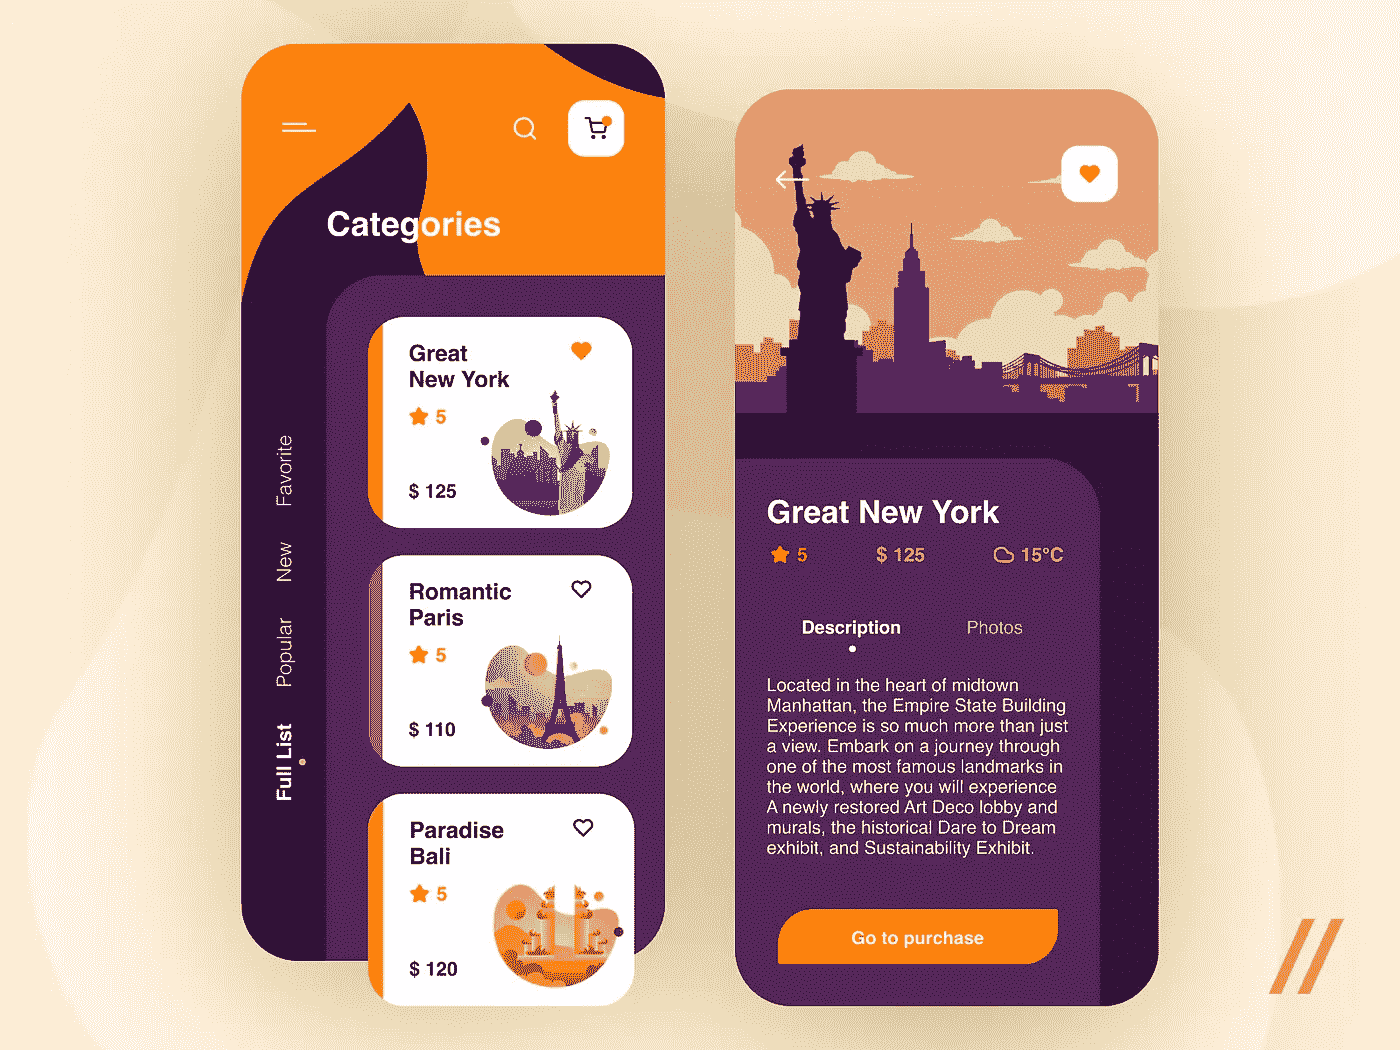 Categories
Great
New York
5
$ 125
Romantic
Paris
5
$ 110
Paradise
Bali
5
$ 120
Favorite
New
Popular
Full List
Great New York
5
$ 125
15°C
Description
Photos
Located in the heart of midtown
Manhattan, the Empire State Building
Experience is so much more than just
a view. Embark on a journey through
one of the most famous landmarks in
the world, where you will experience
A newly restored Art Deco lobby and
murals, the historical Dare to Dream
exhibit, and Sustainability Exhibit.
Go to purchase